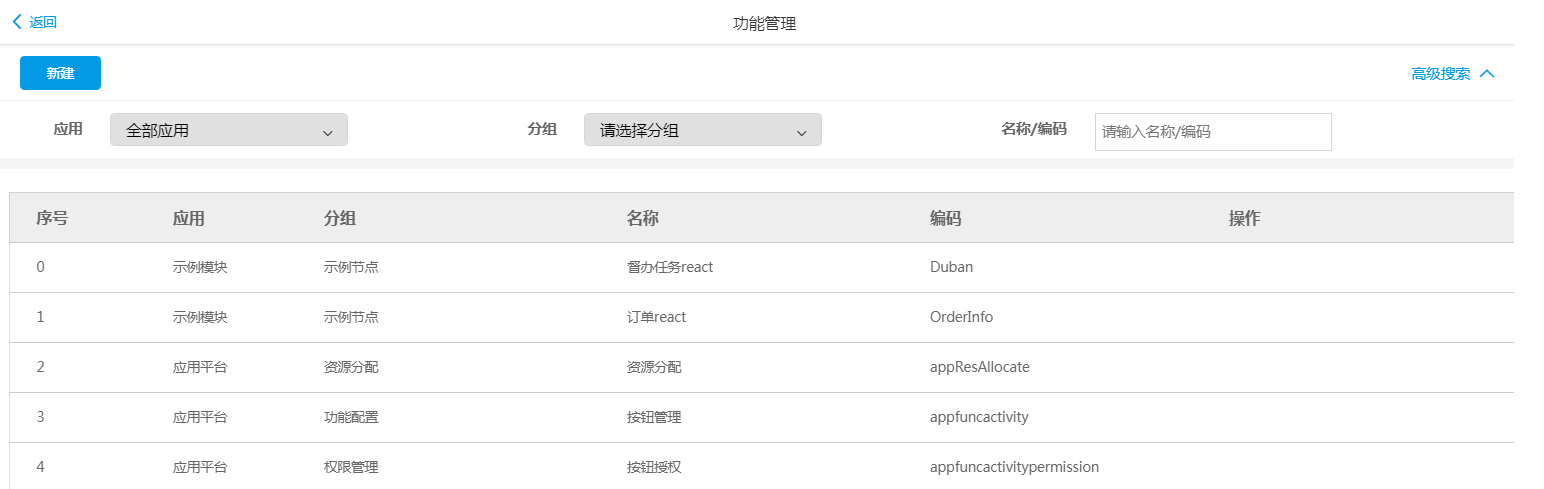 返回
功能管理
新建
高级搜索
应用 全部应用 分组 请选择分组 名称/编码 请输入名称/编码
序号 应用 分组 名称 编码 操作
0 示例模块 示例节点 督办任务react Duban
1 示例模块 示例节点 订单react OrderInfo
2 应用平台 资源分配 资源分配 appResAllocate
3 应用平台 功能配置 按钮管理 appfuncactivity
4 应用平台 权限管理 按钮授权 appfuncactivitypermission